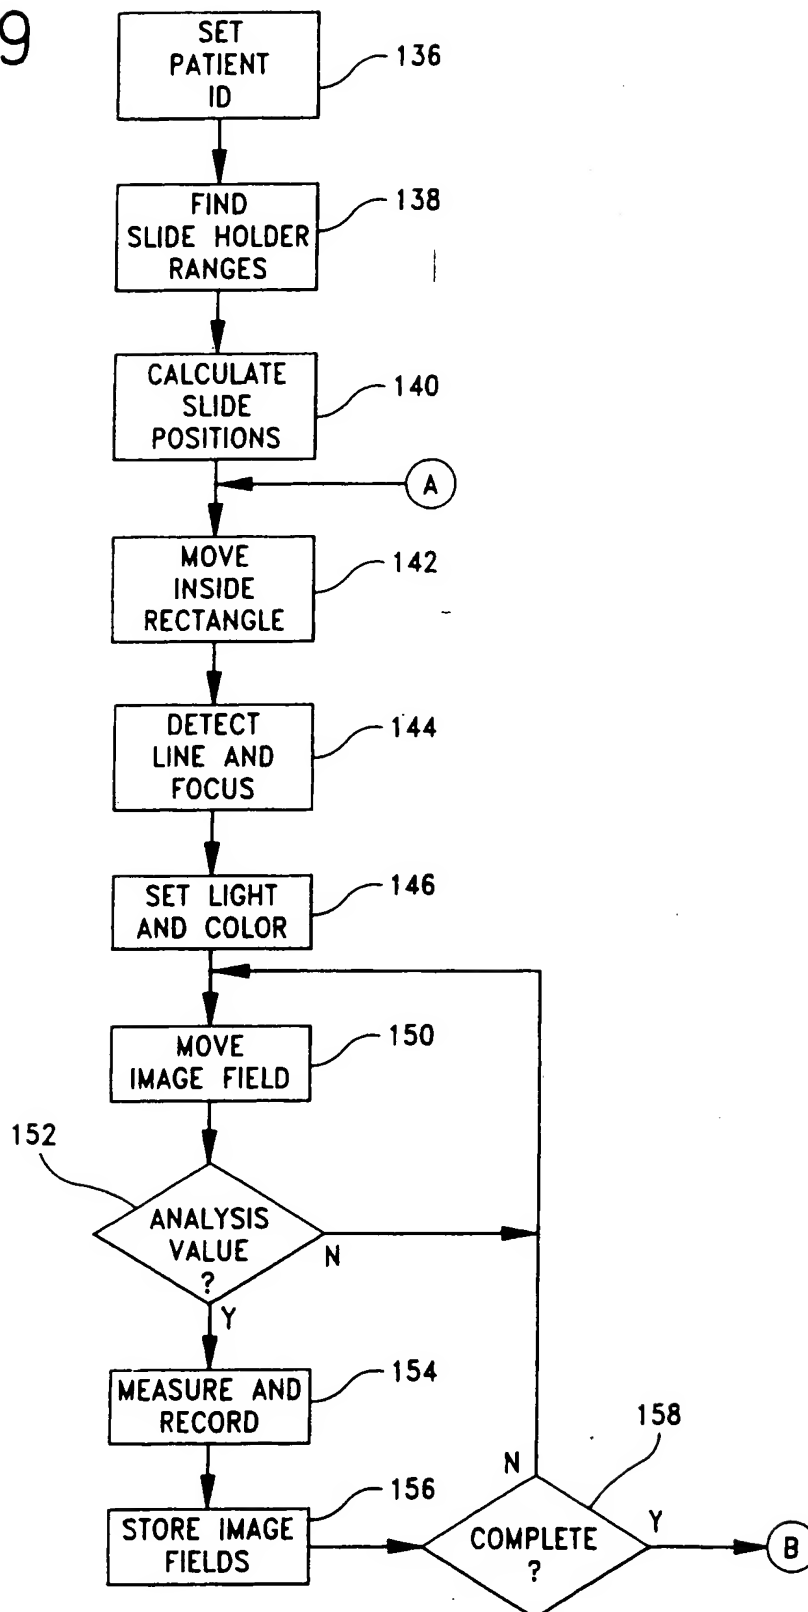 9
SET
PATIENT
ID
136
FIND
SLIDE HOLDER
RANGES
138
CALCULATE
SLIDE
POSITIONS
140
A
MOVE
INSIDE
RECTANGLE
142
DETECT
LINE AND
FOCUS
144
SET LIGHT
AND COLOR
146
MOVE
IMAGE FIELD
150
152
ANALYSIS
VALUE
?
N
Y
MEASURE AND
RECORD
154
STORE IMAGE
FIELDS
156
158
N
COMPLETE
?
Y
B